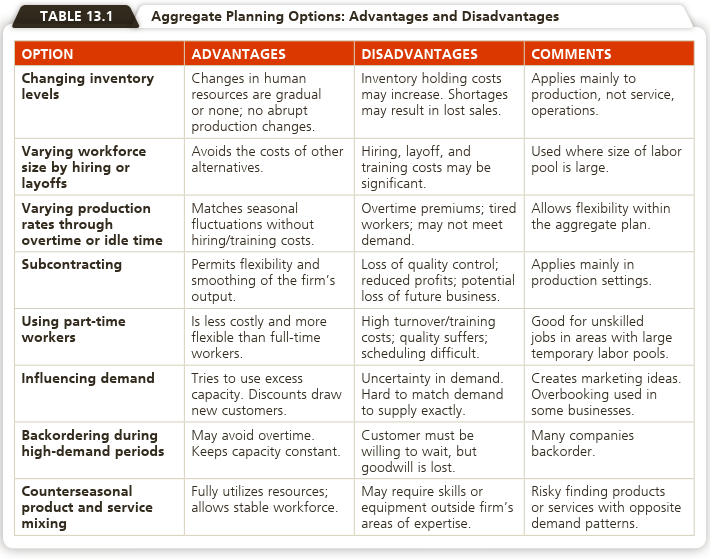 TABLE 13.1
Aggregate Planning Options: Advantages and Disadvantages
OPTION
ADVANTAGES
DISADVANTAGES
COMMENTS
Changing inventory
levels
Changes in human
resources are gradual
or none; no abrupt
production changes.
Inventory holding costs
may increase. Shortages
may result in lost sales.
Applies mainly to
production, not service,
operations.
Varying workforce
size by hiring or
layoffs
Avoids the costs of other
alternatives.
Hiring, layoff, and
training costs may be
significant.
Used where size of labor
pool is large.
Varying production
rates through
overtime or idle time
Matches seasonal
fluctuations without
hiring/training costs.
Overtime premiums; tired
workers; may not meet
demand.
Allows flexibility within
the aggregate plan.
Subcontracting
Permits flexibility and
smoothing of the firm's
output.
Loss of quality control;
reduced profits; potential
loss of future business.
Applies mainly in
production settings.
Using part-time
workers
Is less costly and more
flexible than full-time
workers.
High turnover/training
costs; quality suffers;
scheduling difficult.
Good for unskilled
jobs in areas with large
temporary labor pools.
Influencing demand
Tries to use excess
capacity. Discounts draw
new customers.
Uncertainty in demand.
Hard to match demand
to supply exactly.
Creates marketing ideas.
Overbooking used in
some businesses.
Backordering during
high-demand periods
May avoid overtime.
Keeps capacity constant.
Customer must be
willing to wait, but
goodwill is lost.
Many companies
backorder.
Counterseasonal
product and service
mixing
Fully utilizes resources;
allows stable workforce.
May require skills or
equipment outside firm's
areas of expertise.
Risky finding products
or services with opposite
demand patterns.